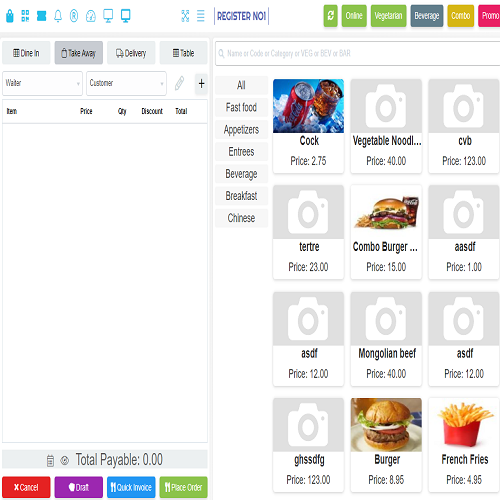 REGISTER NO1
Online
Vegetarian
Beverage
Combo
Promo
Dine In
Take Away
Delivery
Table
Name or Code or Category or VEG or BEV or BAR
Waiter
Customer
+
Item Price Qty Discount Total
All
Fast food
Appetizers
Entrees
Beverage
Breakfast
Chinese
Cock
Price: 2.75
Vegetable Noodl...
Price: 40.00
cvb
Price: 123.00
tertre
Price: 23.00
Combo Burger ...
Price: 15.00
aasdf
Price: 1.00
asdf
Price: 12.00
Mongolian beef
Price: 40.00
asdf
Price: 12.00
ghssdfg
Price: 123.00
Burger
Price: 8.95
French Fries
Price: 4.95
Total Payable: 0.00
Cancel
Draft
Quick Invoice
Place Order